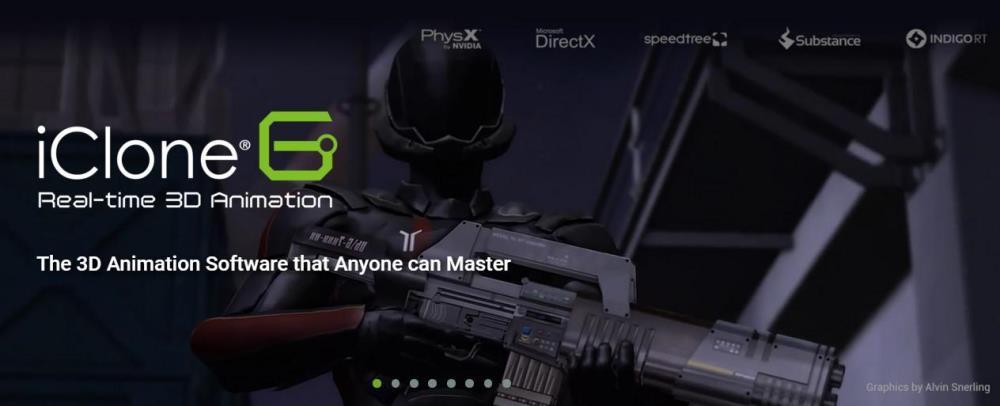 PhysX
by NVIDIA
Microsoft
DirectX
speedtree
Substance
INDIGO RT
iClone® 6
Real-time 3D Animation
The 3D Animation Software that Anyone can Master
Graphics by Alvin Snerling